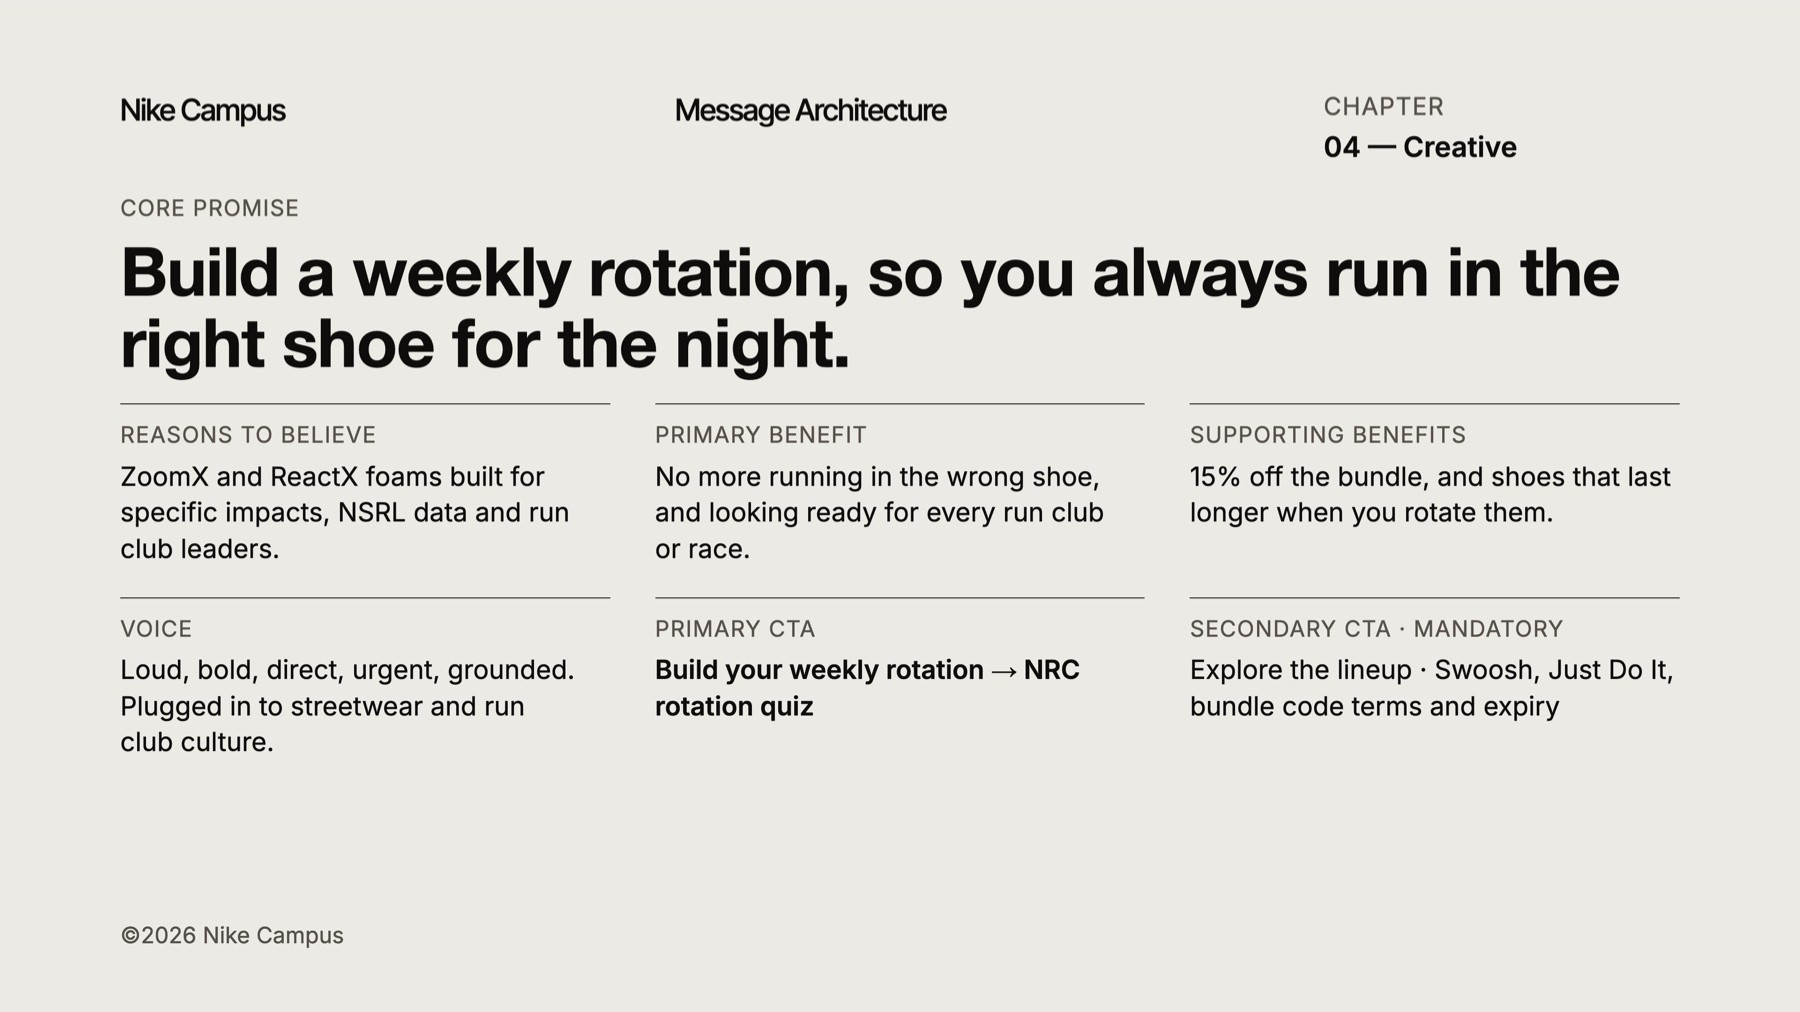 Nike Campus
Message Architecture
CHAPTER
04 — Creative
CORE PROMISE
Build a weekly rotation, so you always run in the
right shoe for the night.
REASONS TO BELIEVE
ZoomX and ReactX foams built for
specific impacts, NSRL data and run
club leaders.
PRIMARY BENEFIT
No more running in the wrong shoe,
and looking ready for every run club
or race.
SUPPORTING BENEFITS
15% off the bundle, and shoes that last
longer when you rotate them.
VOICE
Loud, bold, direct, urgent, grounded.
Plugged in to streetwear and run
club culture.
PRIMARY CTA
Build your weekly rotation → NRC
rotation quiz
SECONDARY CTA · MANDATORY
Explore the lineup · Swoosh, Just Do It,
bundle code terms and expiry
©2026 Nike Campus